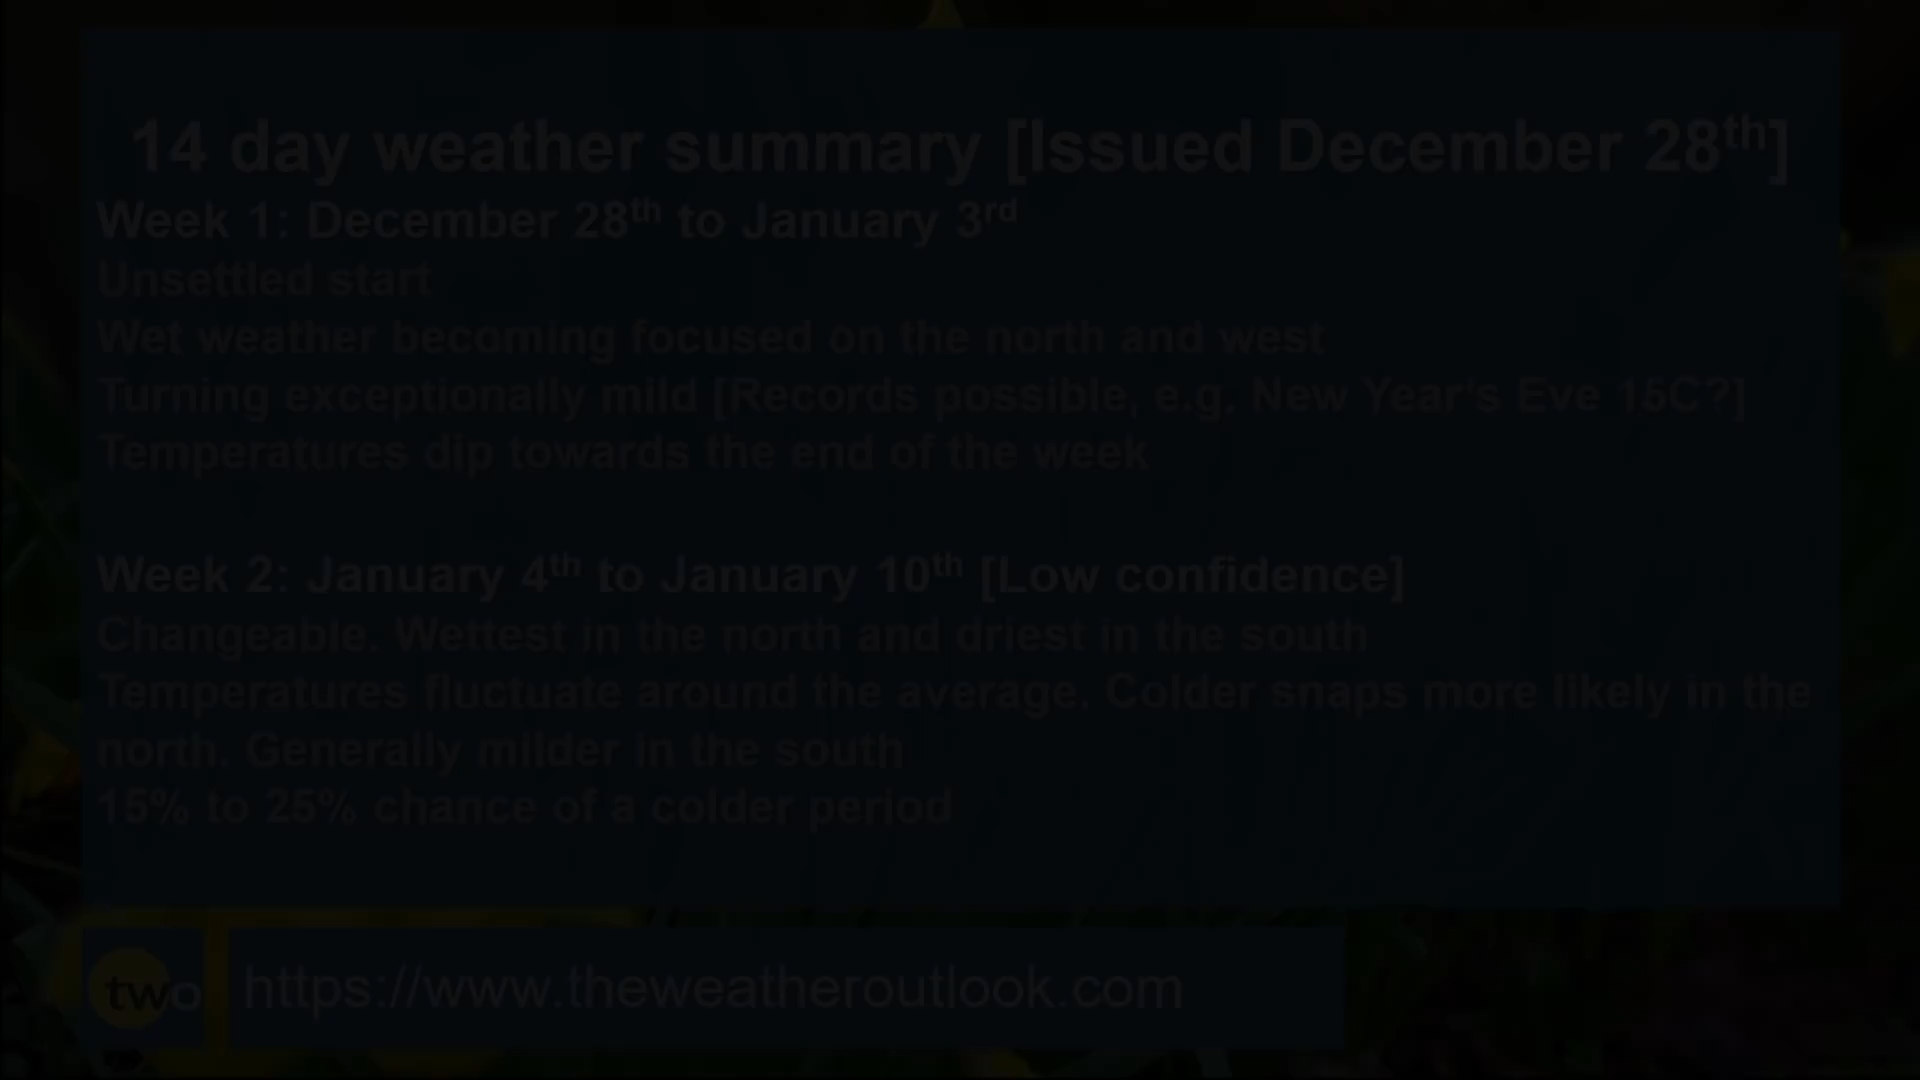 14 day weather summary [Issued December 28th]
Week 1: December 28th to January 3rd
Unsettled start
Wet weather becoming focused on the north and west
Turning exceptionally mild [Records possible, e.g. New Year's Eve 15C?]
Temperatures dip towards the end of the week
Week 2: January 4th to January 10th [Low confidence]
Changeable. Wettest in the north and driest in the south
Temperatures fluctuate around the average. Colder snaps more likely in the
north. Generally milder in the south
15% to 25% chance of a colder period
two
https://www.theweatheroutlook.com